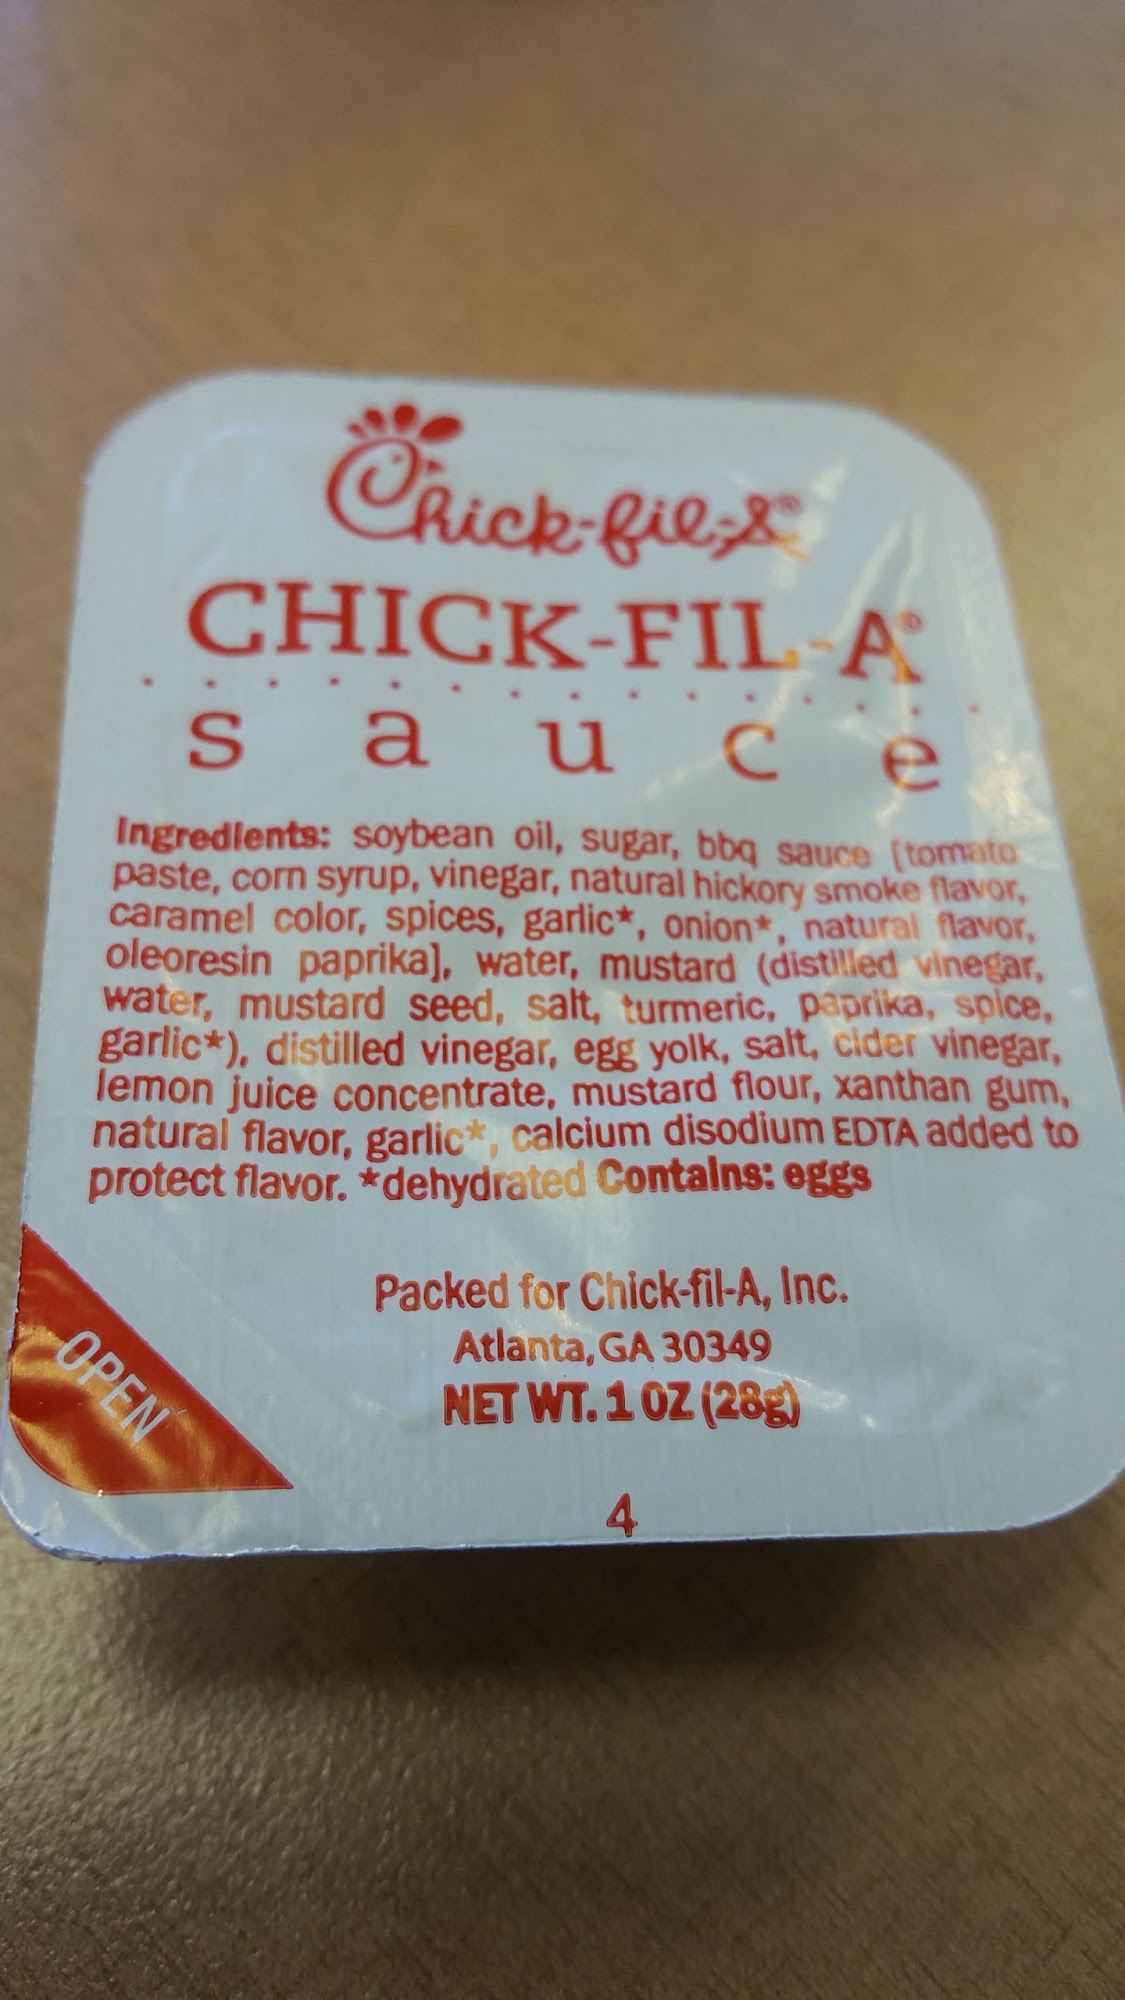 Chick-fil-A®
CHICK-FIL-A®
sauce
Ingredients: soybean oil, sugar, bbq sauce [tomato
paste, corn syrup, vinegar, natural hickory smoke flavor,
caramel color, spices, garlic*, onion*, natural flavor,
oleoresin paprika], water, mustard (distilled vinegar,
water, mustard seed, salt, turmeric, paprika, spice,
garlic*), distilled vinegar, egg yolk, salt, cider vinegar,
lemon juice concentrate, mustard flour, xanthan gum,
natural flavor, garlic*, calcium disodium EDTA added to
protect flavor. *dehydrated Contains: eggs
Packed for Chick-fil-A, Inc.
Atlanta, GA 30349
NET WT. 1 OZ (28g)
OPEN
4